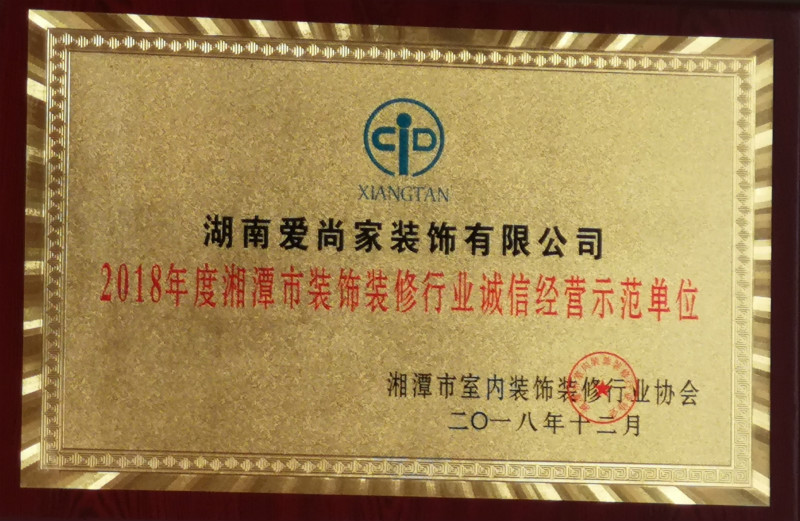 CID
XIANGTAN
湖南爱尚家装饰有限公司
2018年度湘潭市装饰装修行业诚信经营示范单位
湘潭市室内装饰装修行业协会
二〇一八年十二月